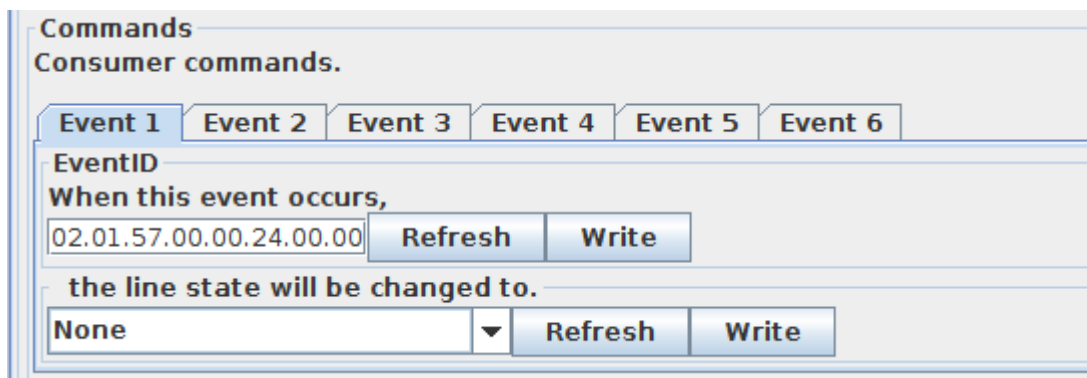 Commands
Consumer commands.
Event 1 Event 2 Event 3 Event 4 Event 5 Event 6
EventID
When this event occurs,
02.01.57.00.00.24.00.00 Refresh Write
the line state will be changed to.
None Refresh Write